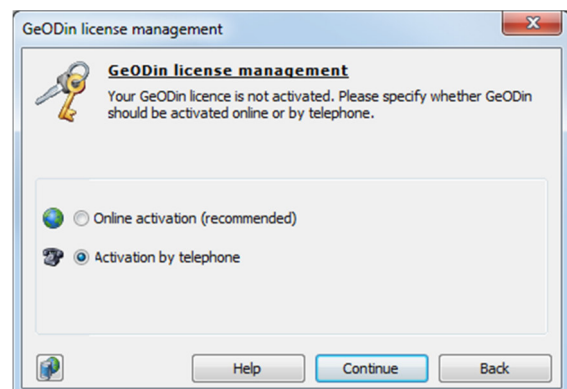 GeODin license management
GeODin license management
Your GeODin licence is not activated. Please specify whether GeODin
should be activated online or by telephone.
Online activation (recommended)
Activation by telephone
Help
Continue
Back